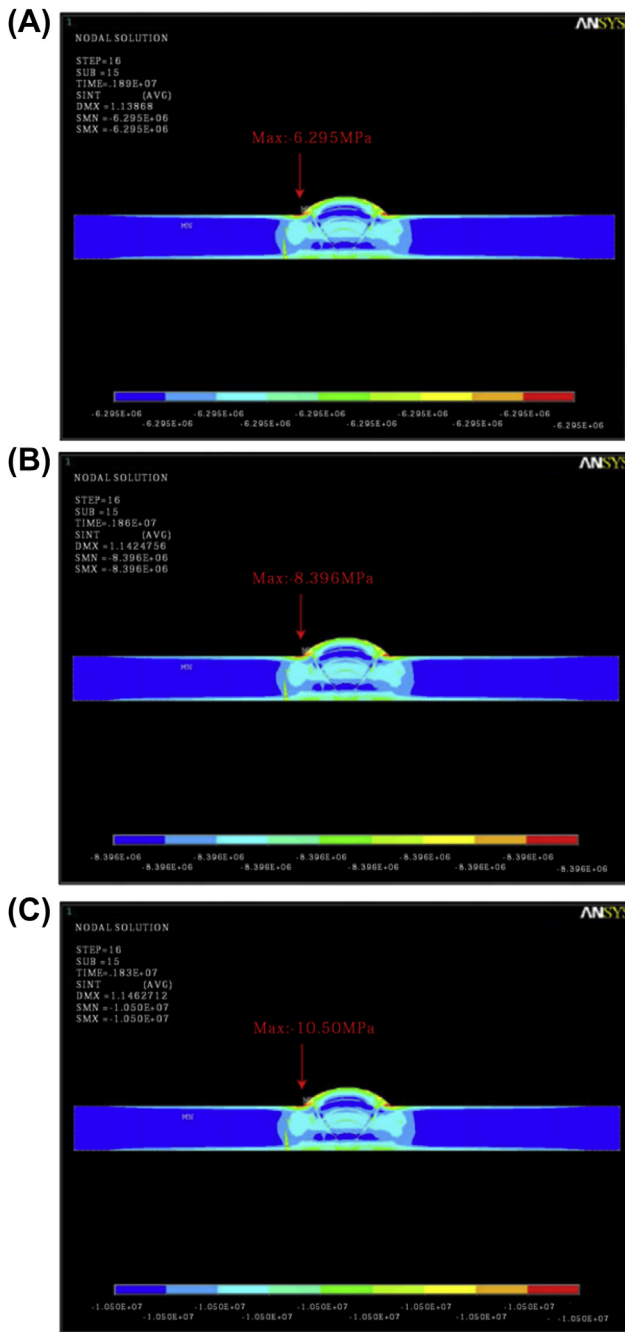 (A)
1
ANSYS
NODAL SOLUTION
STEP=16
SUB =15
TIME=.189E+07
SINT (AVG)
DMX =1.13868
SMN =-6.295E+06
SMX =-6.295E+06
Max:-6.295MPa
MN
-6.295E+06 -6.295E+06 -6.295E+06 -6.295E+06 -6.295E+06
-6.295E+06 -6.295E+06 -6.295E+06 -6.295E+06
(B)
1
ANSYS
NODAL SOLUTION
STEP=16
SUB =15
TIME=.186E+07
SINT (AVG)
DMX =1.1424756
SMN =-8.396E+06
SMX =-8.396E+06
Max:-8.396MPa
MN
-8.396E+06 -8.396E+06 -8.396E+06 -8.396E+06 -8.396E+06
-8.396E+06 -8.396E+06 -8.396E+06 -8.396E+06
(C)
1
ANSYS
NODAL SOLUTION
STEP=16
SUB =15
TIME=.183E+07
SINT (AVG)
DMX =1.1462712
SMN =-1.050E+07
SMX =-1.050E+07
Max:-10.50MPa
MN
-1.050E+07 -1.050E+07 -1.050E+07 -1.050E+07 -1.050E+07
-1.050E+07 -1.050E+07 -1.050E+07 -1.050E+07